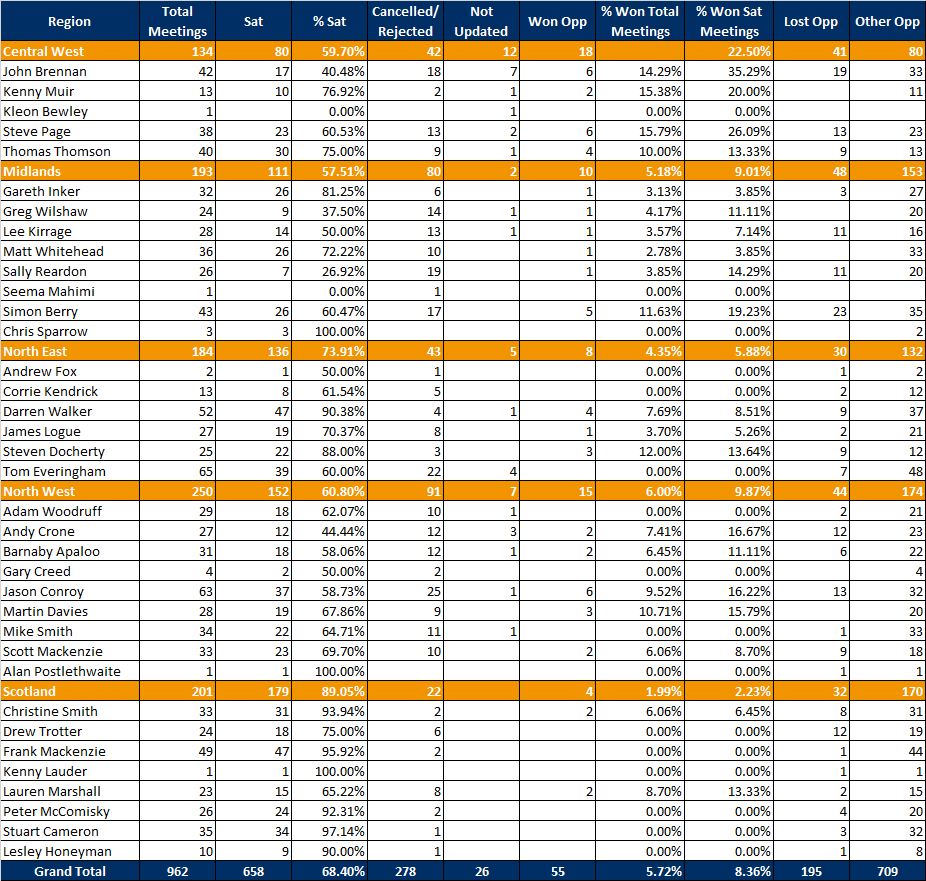 Region Total Meetings Sat % Sat Cancelled/ Rejected Not Updated Won Opp % Won Total Meetings % Won Sat Meetings Lost Opp Other Opp
Central West 134 80 59.70% 42 12 18 22.50% 41 80
John Brennan 42 17 40.48% 18 7 6 14.29% 35.29% 19 33
Kenny Muir 13 10 76.92% 2 1 2 15.38% 20.00% 11
Kleon Bewley 1 0.00% 1 0.00% 0.00%
Steve Page 38 23 60.53% 13 2 6 15.79% 26.09% 13 23
Thomas Thomson 40 30 75.00% 9 1 4 10.00% 13.33% 9 13
Midlands 193 111 57.51% 80 2 10 5.18% 9.01% 48 153
Gareth Inker 32 26 81.25% 6 1 3.13% 3.85% 3 27
Greg Wilshaw 24 9 37.50% 14 1 1 4.17% 11.11% 20
Lee Kirrage 28 14 50.00% 13 1 1 3.57% 7.14% 11 16
Matt Whitehead 36 26 72.22% 10 1 2.78% 3.85% 33
Sally Reardon 26 7 26.92% 19 1 3.85% 14.29% 11 20
Seema Mahimi 1 0.00% 1 0.00% 0.00%
Simon Berry 43 26 60.47% 17 5 11.63% 19.23% 23 35
Chris Sparrow 3 3 100.00% 0.00% 0.00% 2
North East 184 136 73.91% 43 5 8 4.35% 5.88% 30 132
Andrew Fox 2 1 50.00% 1 0.00% 0.00% 1 2
Corrie Kendrick 13 8 61.54% 5 0.00% 0.00% 2 12
Darren Walker 52 47 90.38% 4 1 4 7.69% 8.51% 9 37
James Logue 27 19 70.37% 8 1 3.70% 5.26% 2 21
Steven Docherty 25 22 88.00% 3 3 12.00% 13.64% 9 12
Tom Everingham 65 39 60.00% 22 4 0.00% 0.00% 7 48
North West 250 152 60.80% 91 7 15 6.00% 9.87% 44 174
Adam Woodruff 29 18 62.07% 10 1 0.00% 0.00% 2 21
Andy Crone 27 12 44.44% 12 3 2 7.41% 16.67% 12 23
Barnaby Apaloo 31 18 58.06% 12 1 2 6.45% 11.11% 6 22
Gary Creed 4 2 50.00% 2 0.00% 0.00% 4
Jason Conroy 63 37 58.73% 25 1 6 9.52% 16.22% 13 32
Martin Davies 28 19 67.86% 9 3 10.71% 15.79% 20
Mike Smith 34 22 64.71% 11 1 0.00% 0.00% 1 33
Scott Mackenzie 33 23 69.70% 10 2 6.06% 8.70% 9 18
Alan Postlethwaite 1 1 100.00% 0.00% 0.00% 1 1
Scotland 201 179 89.05% 22 4 1.99% 2.23% 32 170
Christine Smith 33 31 93.94% 2 2 6.06% 6.45% 8 31
Drew Trotter 24 18 75.00% 6 0.00% 0.00% 12 19
Frank Mackenzie 49 47 95.92% 2 0.00% 0.00% 1 44
Kenny Lauder 1 1 100.00% 0.00% 0.00% 1 1
Lauren Marshall 23 15 65.22% 8 2 8.70% 13.33% 2 15
Peter McComisky 26 24 92.31% 2 0.00% 0.00% 4 20
Stuart Cameron 35 34 97.14% 1 0.00% 0.00% 3 32
Lesley Honeyman 10 9 90.00% 1 0.00% 0.00% 1 8
Grand Total 962 658 68.40% 278 26 55 5.72% 8.36% 195 709